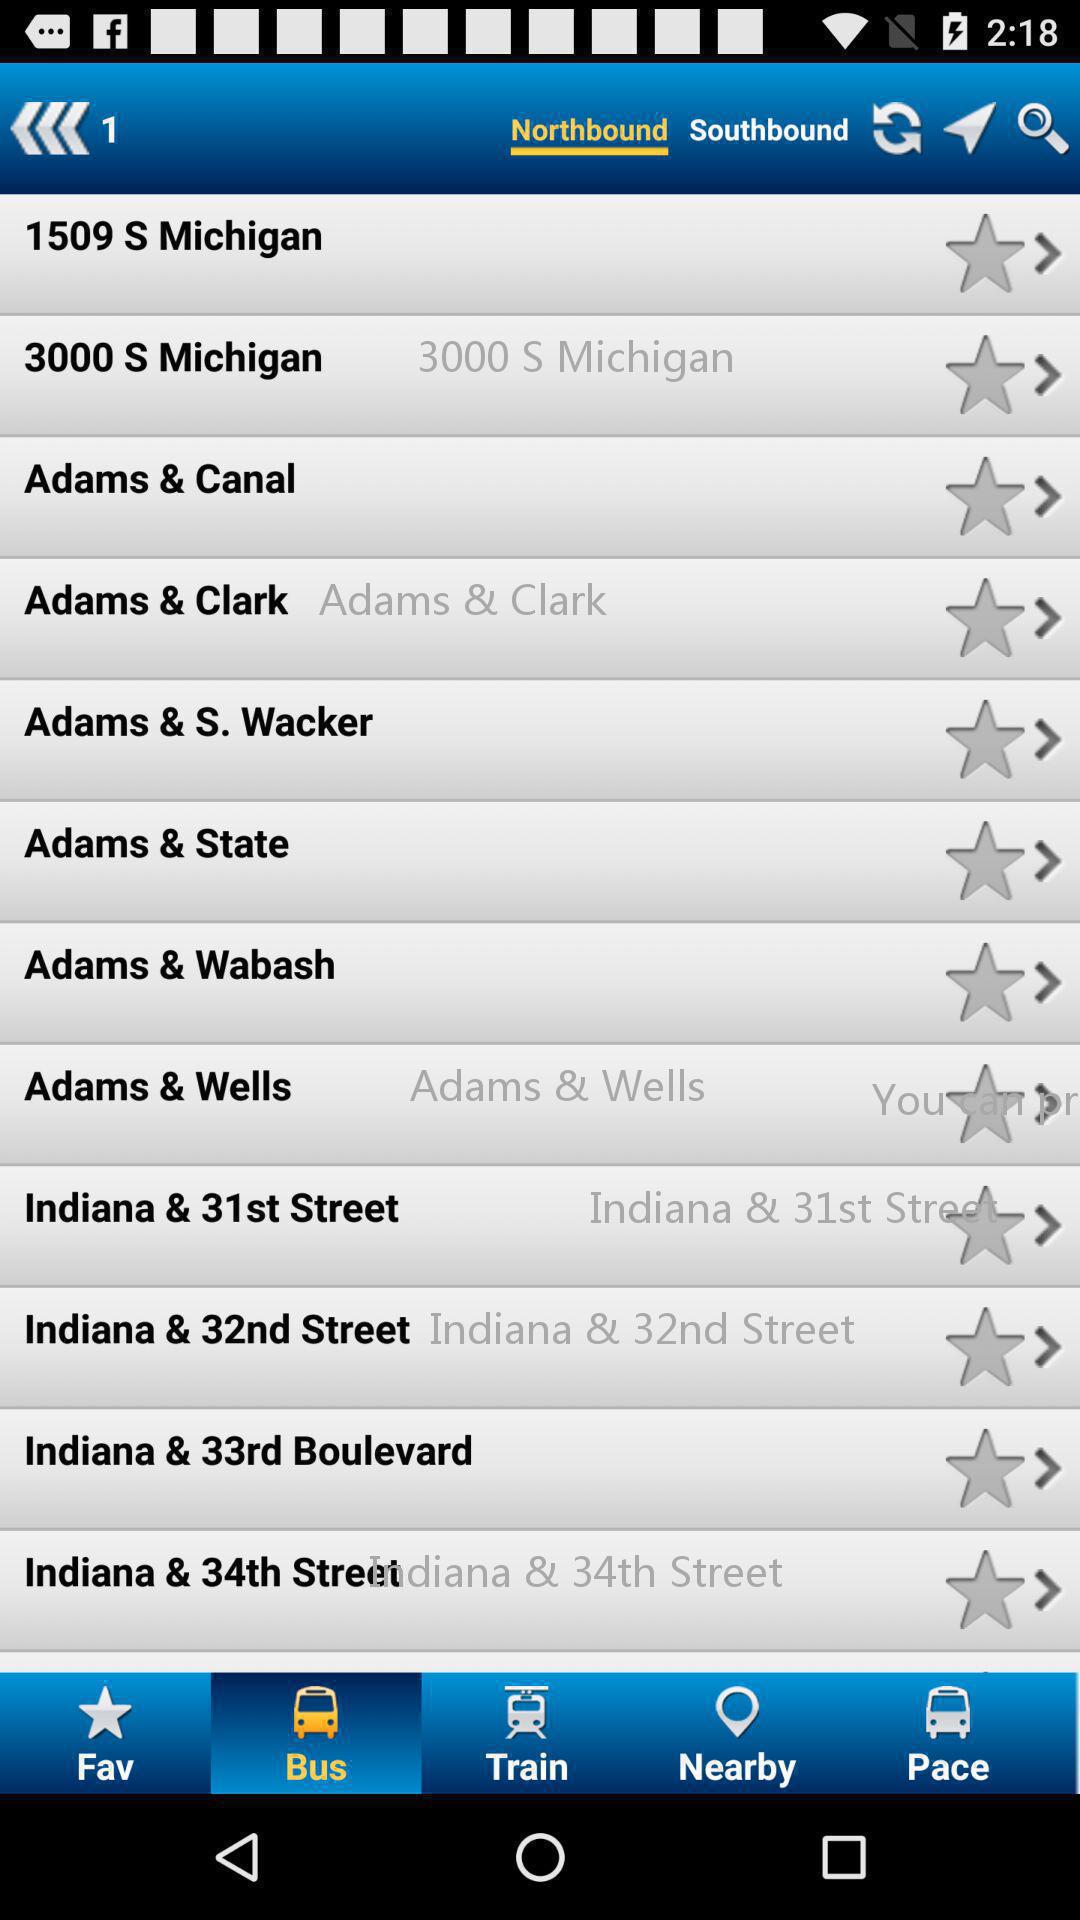 2:18
1 Northbound Southbound
1509 S Michigan
3000 S Michigan 3000 S Michigan
Adams & Canal
Adams & Clark Adams & Clark
Adams & S. Wacker
Adams & State
Adams & Wabash
Adams & Wells Adams & Wells
You can pr
Indiana & 31st Street Indiana & 31st Street
Indiana & 32nd Street Indiana & 32nd Street
Indiana & 33rd Boulevard
Indiana & 34th Street Indiana & 34th Street
Fav Bus Train Nearby Pace